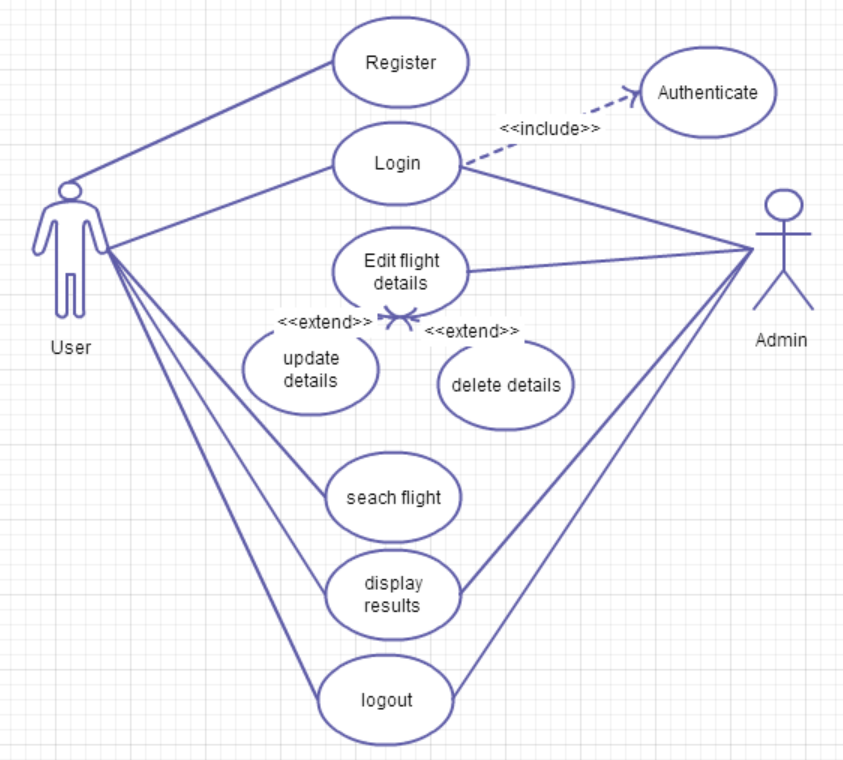 Register
Authenticate
<<include>>
Login
Edit flight
details
<<extend>>
<<extend>>
User
Admin
update
details
delete details
seach flight
display
results
logout